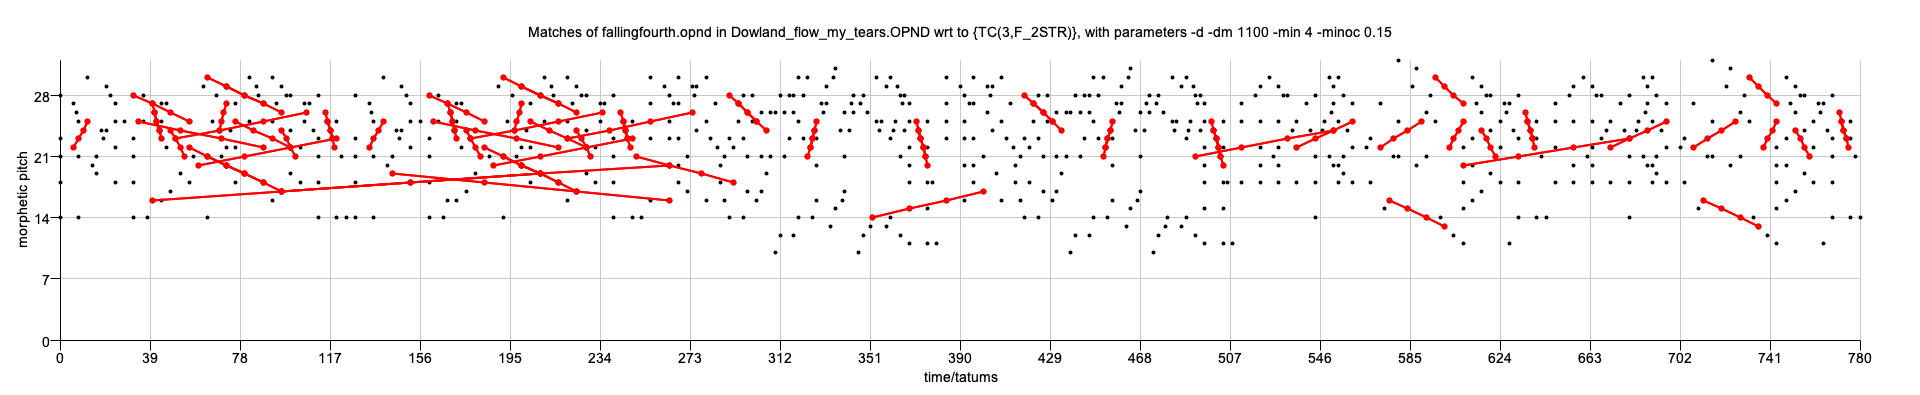 Matches of fallingfourth.opnd in Dowland_flow_my_tears.OPND wrt to {TC(3,F_2STR)}, with parameters -d -dm 1100 -min 4 -minoc 0.15
28
21
14
7
0
morphetic pitch
0 39 78 117 156 195 234 273 312 351 390 429 468 507 546 585 624 663 702 741 780
time/tatums